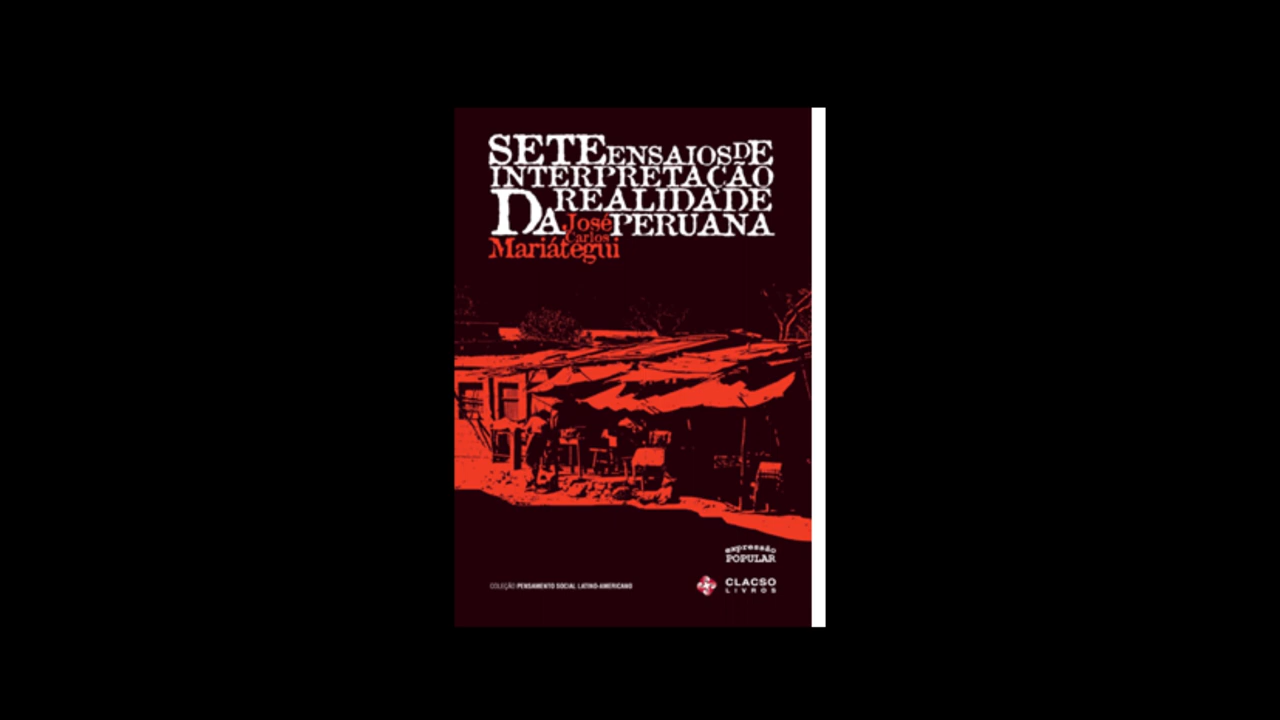 SETE ENSAIOS DE
INTERPRETAÇÃO
DA REALIDADE
PERUANA
José
Carlos
Mariátegui
expressão
POPULAR
COLEÇÃO PENSAMENTO SOCIAL LATINO-AMERICANO
CLACSO
LIVROS